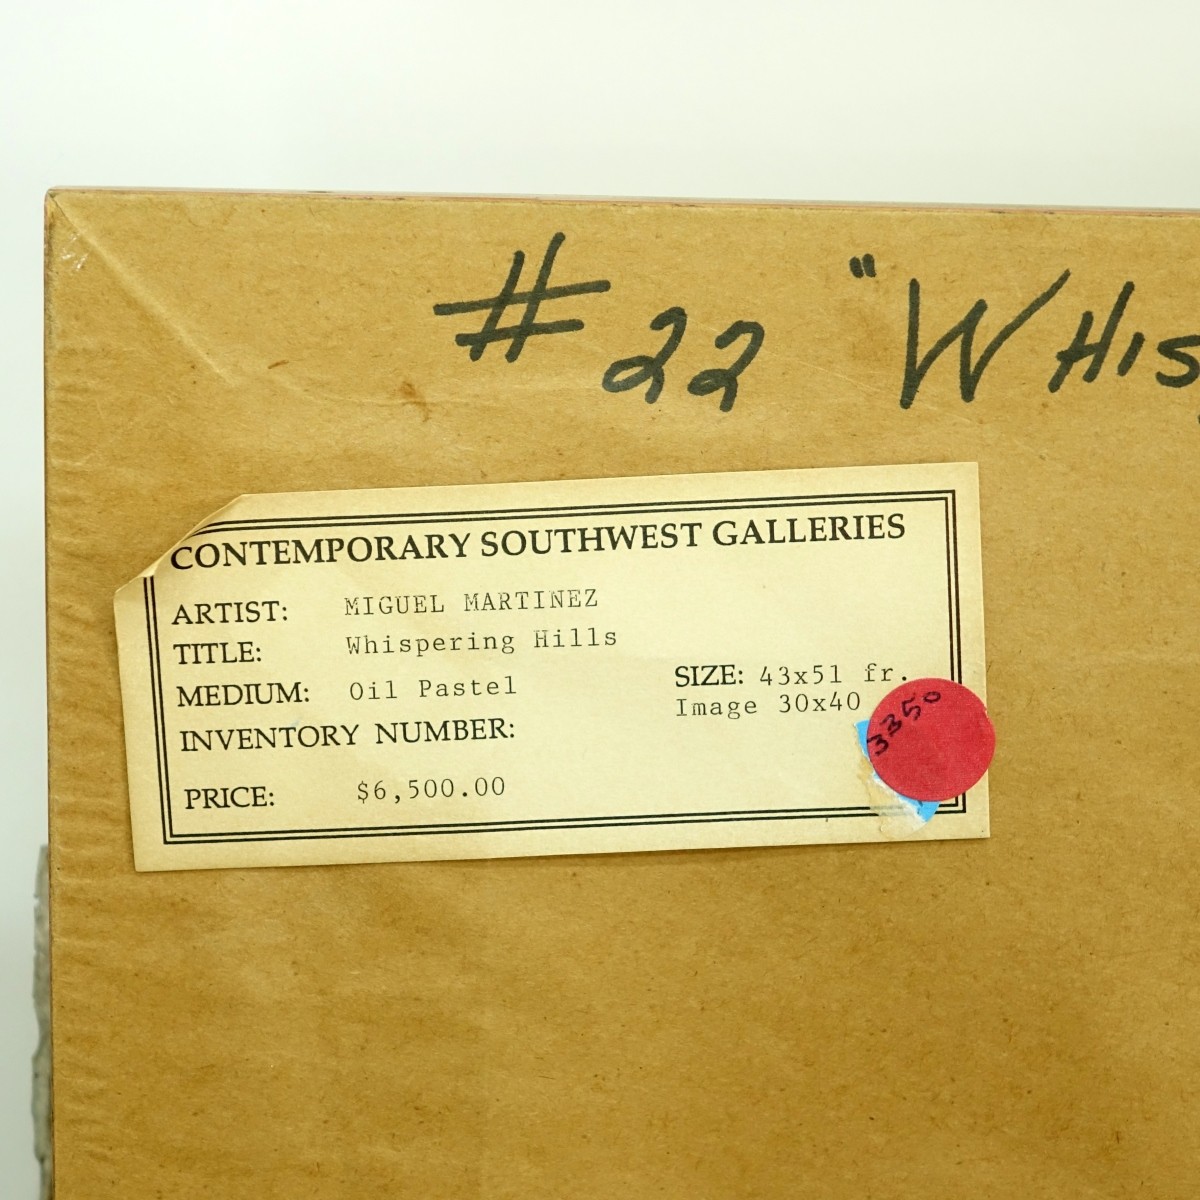 # 22 "WHIS
CONTEMPORARY SOUTHWEST GALLERIES
ARTIST: MIGUEL MARTINEZ
TITLE: Whispering Hills
MEDIUM: Oil Pastel
SIZE: 43x51 fr.
Image 30x40
INVENTORY NUMBER:
PRICE: $6,500.00
3350